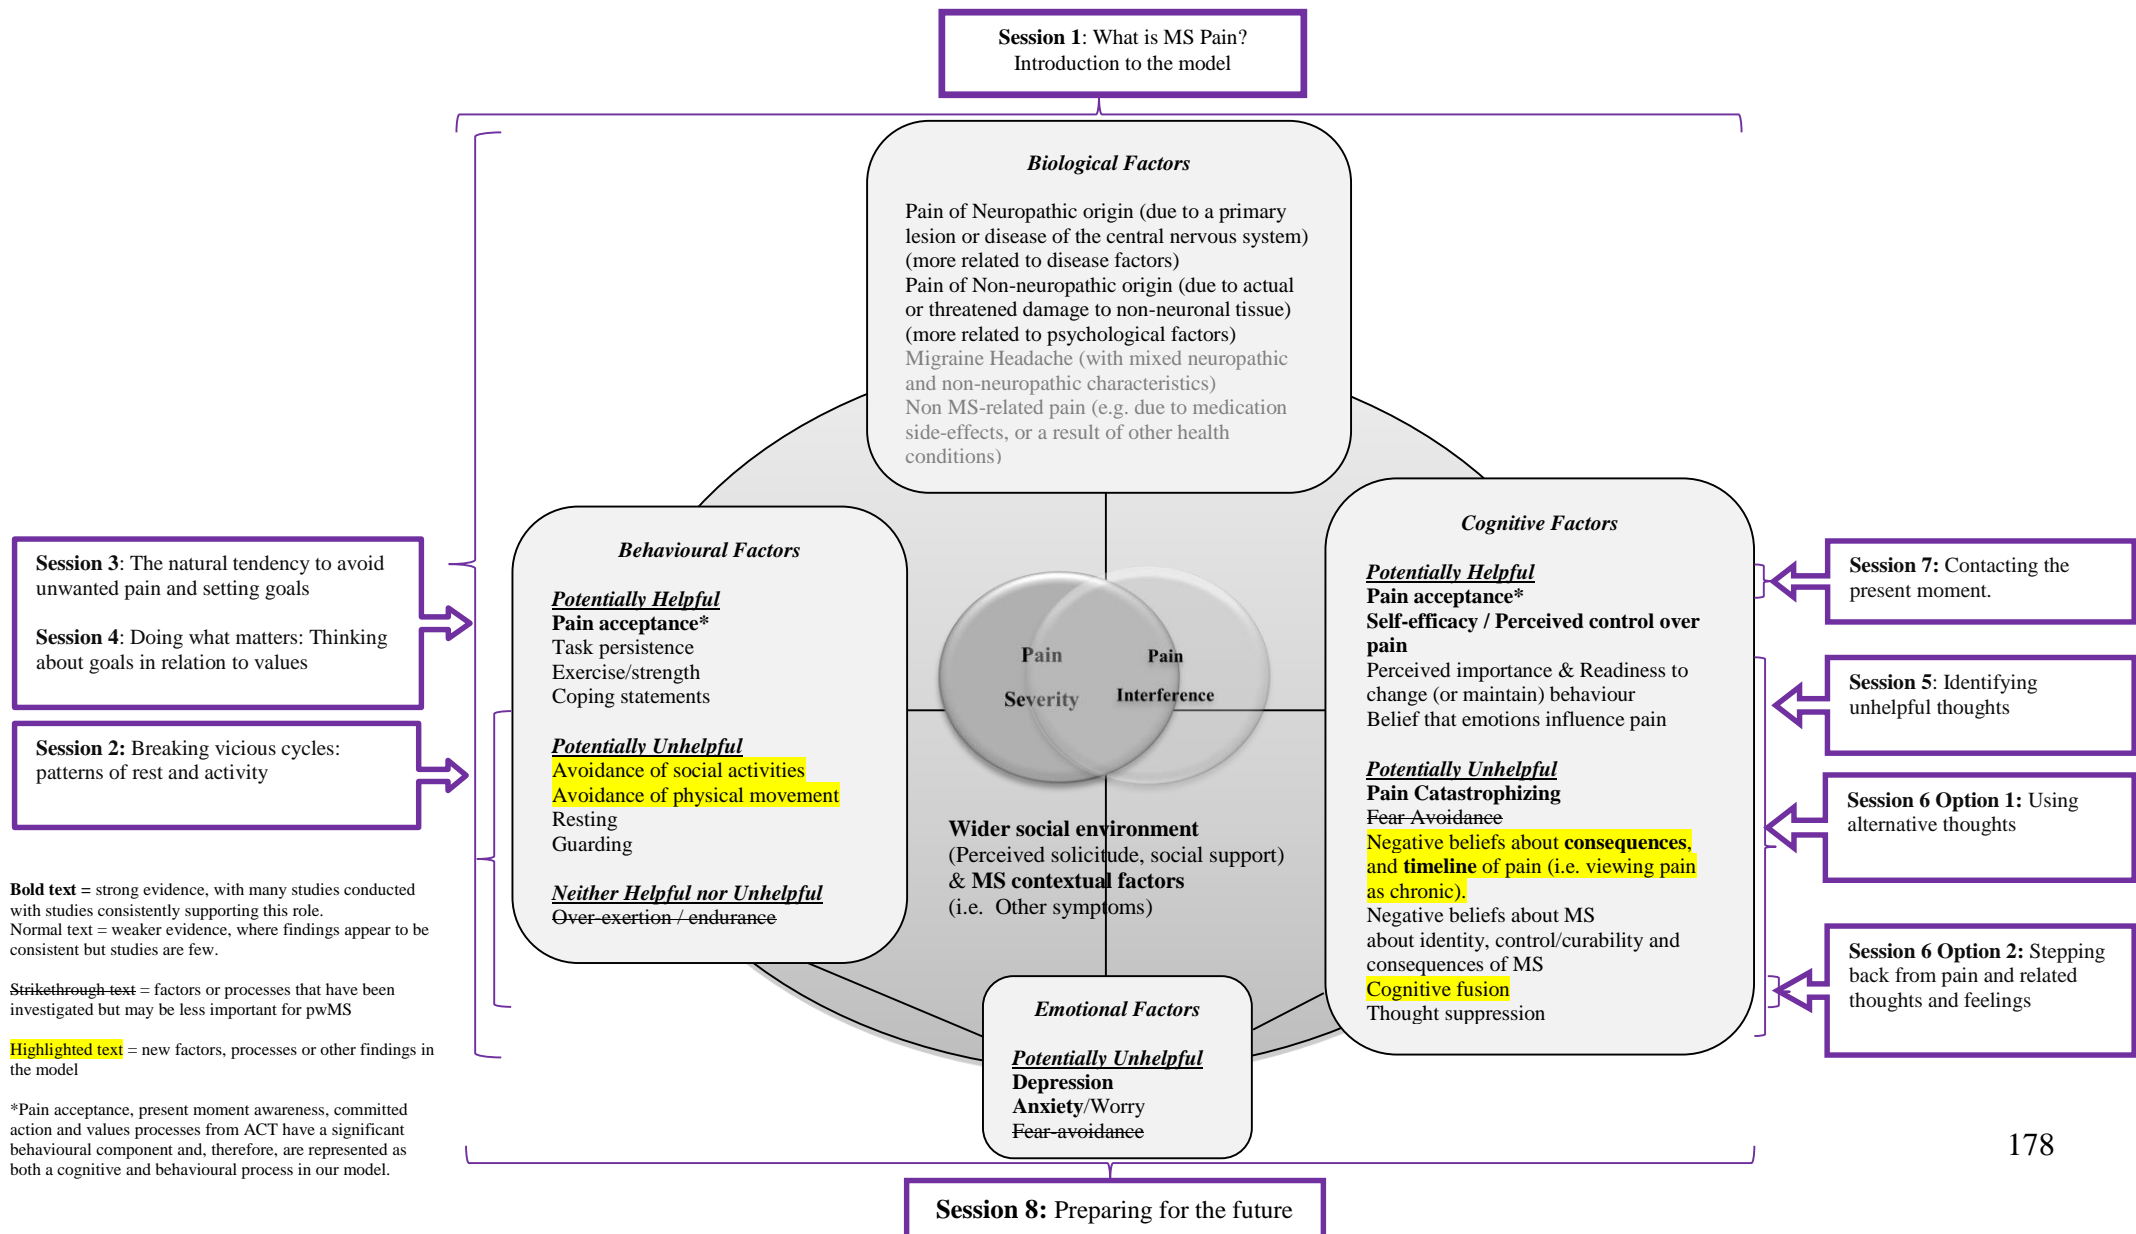 Session 1: What is MS Pain?
Introduction to the model
Biological Factors
Pain of Neuropathic origin (due to a primary
lesion or disease of the central nervous system)
(more related to disease factors)
Pain of Non-neuropathic origin (due to actual
or threatened damage to non-neuronal tissue)
(more related to psychological factors)
Migraine Headache (with mixed neuropathic
and non-neuropathic characteristics)
Non MS-related pain (e.g. due to medication
side-effects, or a result of other health
conditions)
Session 3: The natural tendency to avoid
unwanted pain and setting goals
Session 4: Doing what matters: Thinking
about goals in relation to values
Session 2: Breaking vicious cycles:
patterns of rest and activity
Behavioural Factors
Potentially Helpful
Pain acceptance*
Task persistence
Exercise/strength
Coping statements
Potentially Unhelpful
Avoidance of social activities
Avoidance of physical movement
Resting
Guarding
Neither Helpful nor Unhelpful
Over-exertion / endurance
Pain
Severity
Pain
Interference
Wider social environment
(Perceived solicitude, social support)
& MS contextual factors
(i.e. Other symptoms)
Cognitive Factors
Potentially Helpful
Pain acceptance*
Self-efficacy / Perceived control over
pain
Perceived importance & Readiness to
change (or maintain) behaviour
Belief that emotions influence pain
Potentially Unhelpful
Pain Catastrophizing
Fear Avoidance
Negative beliefs about consequences,
and timeline of pain (i.e. viewing pain
as chronic).
Negative beliefs about MS
about identity, control/curability and
consequences of MS
Cognitive fusion
Thought suppression
Session 7: Contacting the
present moment.
Session 5: Identifying
unhelpful thoughts
Session 6 Option 1: Using
alternative thoughts
Session 6 Option 2: Stepping
back from pain and related
thoughts and feelings
Emotional Factors
Potentially Unhelpful
Depression
Anxiety/Worry
Fear-avoidance
Bold text = strong evidence, with many studies conducted
with studies consistently supporting this role.
Normal text = weaker evidence, where findings appear to be
consistent but studies are few.
Strikethrough text = factors or processes that have been
investigated but may be less important for pwMS
Highlighted text = new factors, processes or other findings in
the model
*Pain acceptance, present moment awareness, committed
action and values processes from ACT have a significant
behavioural component and, therefore, are represented as
both a cognitive and behavioural process in our model.
178
Session 8: Preparing for the future